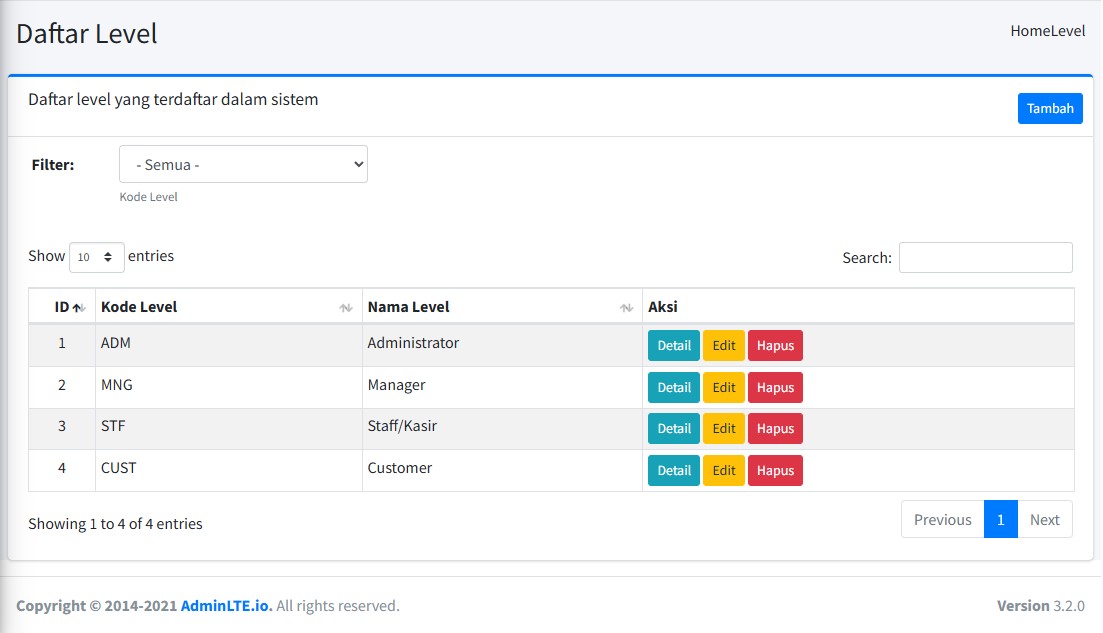 Daftar Level
HomeLevel
Daftar level yang terdaftar dalam sistem
Tambah
Filter:
- Semua -
Kode Level
Show 10 entries
Search:
ID Kode Level Nama Level Aksi
1 ADM Administrator Detail Edit Hapus
2 MNG Manager Detail Edit Hapus
3 STF Staff/Kasir Detail Edit Hapus
4 CUST Customer Detail Edit Hapus
Showing 1 to 4 of 4 entries
Previous 1 Next
Copyright © 2014-2021 AdminLTE.io. All rights reserved.
Version 3.2.0